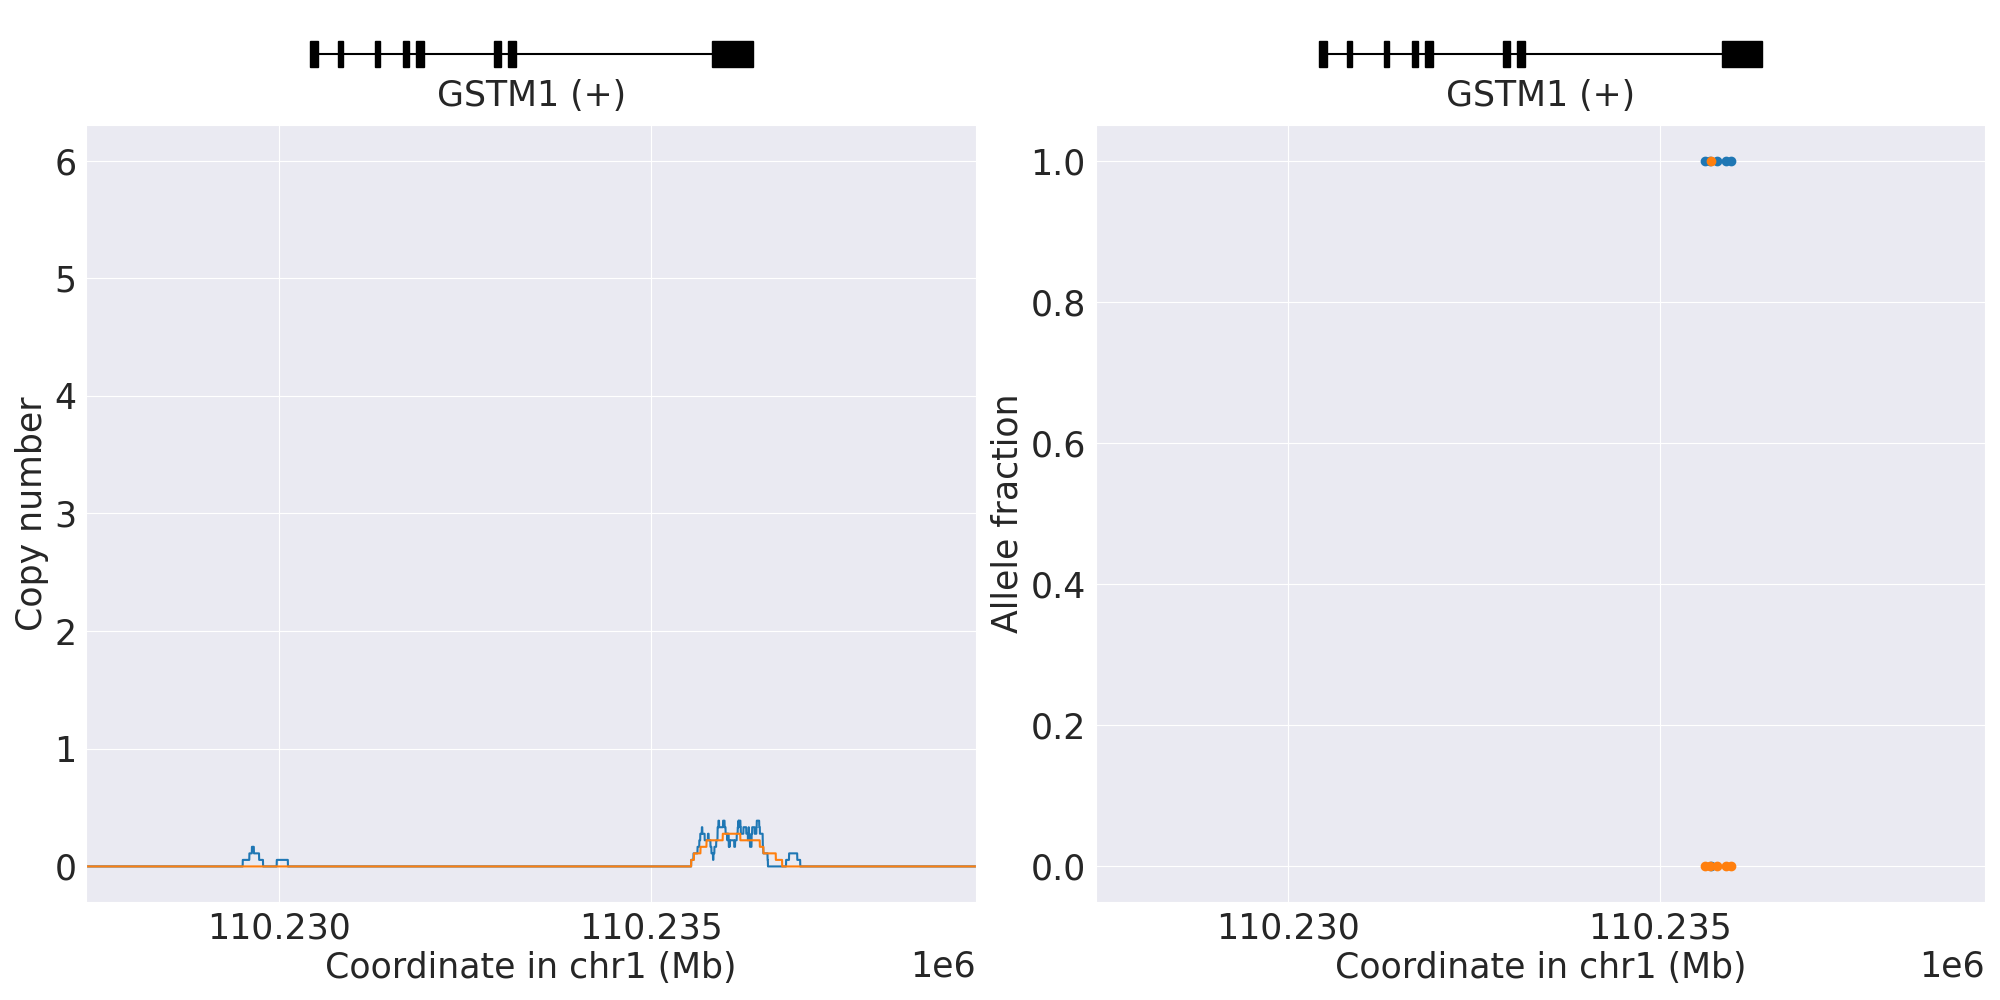 GSTM1 (+)
6
5
4
3
2
1
0
Copy number
110.230
110.235
Coordinate in chr1 (Mb)
1e6
GSTM1 (+)
1.0
0.8
0.6
0.4
0.2
0.0
Allele fraction
110.230
110.235
Coordinate in chr1 (Mb)
1e6